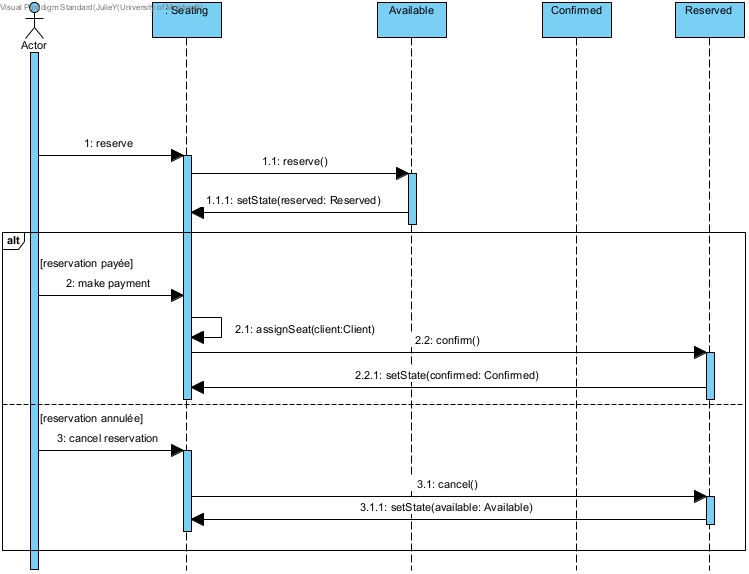 Visual Paradigm Standard(JulieY(University of
: Seating
Available
Confirmed
Reserved
Actor
1: reserve
1.1: reserve()
1.1.1: setState(reserved: Reserved)
alt
[reservation payée]
2: make payment
2.1: assignSeat(client:Client)
2.2: confirm()
2.2.1: setState(confirmed: Confirmed)
[reservation annulée]
3: cancel reservation
3.1: cancel()
3.1.1: setState(available: Available)